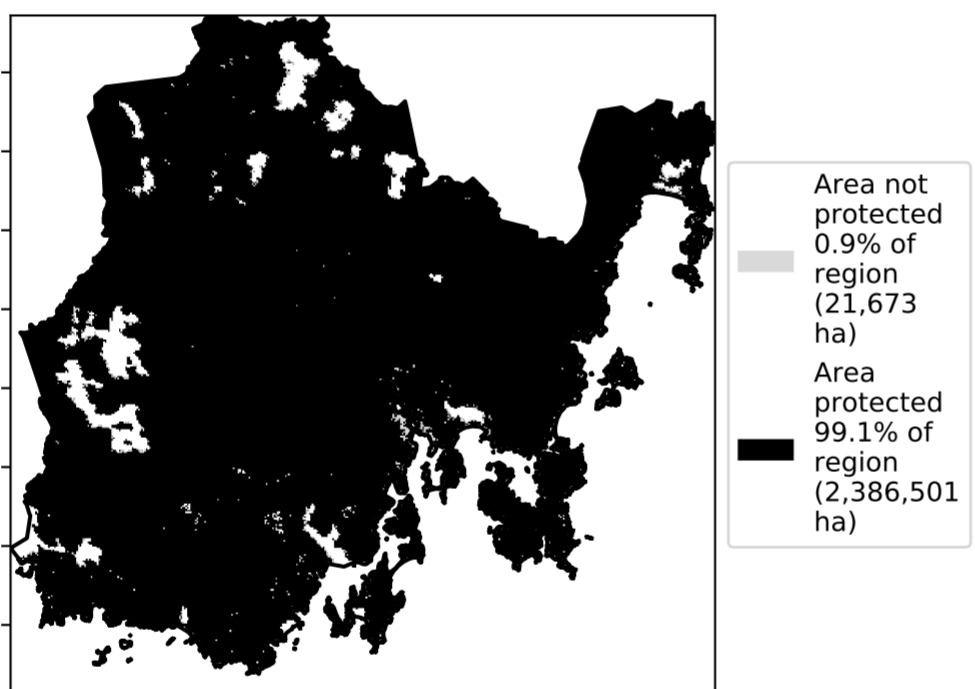 Area not
protected
0.9% of
region
(21,673
ha)
Area
protected
99.1% of
region
(2,386,501
ha)